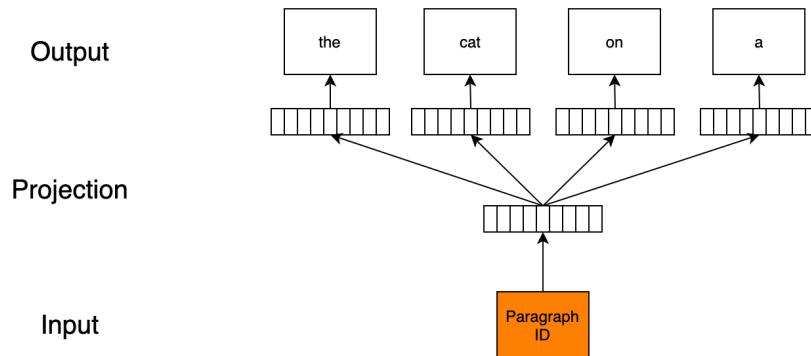 Output
the
cat
on
a
Projection
Input
Paragraph
ID